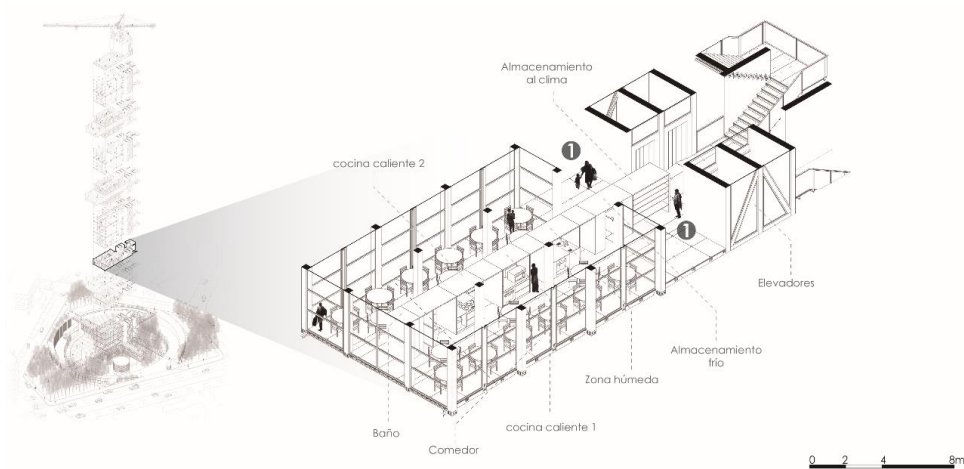 Almacenamiento
al clima
cocina caliente 2
1
1
Elevadores
Almacenamiento
frío
Zona húmeda
cocina caliente 1
Baño
Comedor
0 2 4 8m